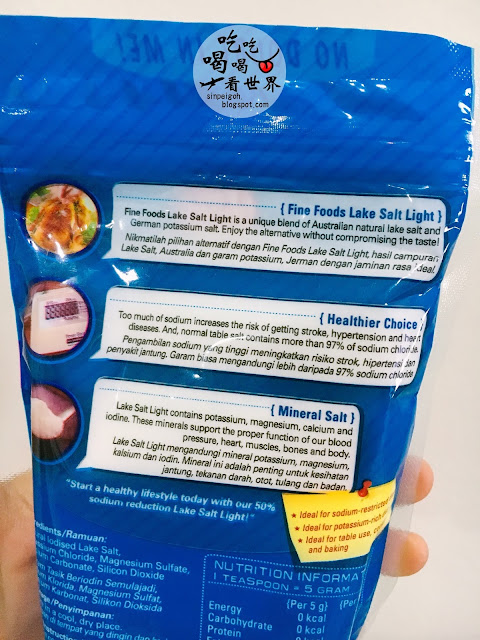 NO
N ME!
吃吃
喝喝
看世界
sinpeigoh.
blogspot.com
{ Fine Foods Lake Salt Light }
Fine Foods Lake Salt Light is a unique blend of Australian natural lake salt and
German potassium salt. Enjoy the alternative without compromising the taste!
Nikmatilah pilihan alternatif dengan Fine Foods Lake Salt Light, hasil campuran
Lake Salt, Australia dan garam potassium, Jerman dengan jaminan rasa ideal.
{ Healthier Choice }
Too much of sodium increases the risk of getting stroke, hypertension and heart
diseases. And, normal table salt contains more than 97% of sodium chloride.
Pengambilan sodium yang tinggi meningkatkan risiko strok, hipertensi dan
penyakit jantung. Garam biasa mengandungi lebih daripada 97% sodium chloride.
{ Mineral Salt }
Lake Salt Light contains potassium, magnesium, calcium and
iodine. These minerals support the proper function of our blood
pressure, heart, muscles, bones and body.
Lake Salt Light mengandungi mineral potassium, magnesium,
kalsium dan iodin. Mineral ini adalah penting untuk kesihatan
jantung, tekanan darah, otot, tulang dan badan.
"Start a healthy lifestyle today with our 50%
sodium reduction Lake Salt Light!"
★ Ideal for sodium-restricted
★ Ideal for potassium-rich
★ Ideal for table use,
and baking
edients/Ramuan:
ural Iodised Lake Salt,
ium Chloride, Magnesium Sulfate,
um Carbonate, Silicon Dioxide
m Tasik Beriodin Semulajadi,
um Klorida, Magnesium Sulfat,
m Karbonat, Silikon Dioksida
ge/Penyimpanan:
a cool, dry place.
di tempat yang dingin dan
NUTRITION INFORMA
1 TEASPOON = 5 GRAM
(Per 5 g) (Per
Energy 0 kcal
Carbohydrate 0 kcal
Protein 0 kcal